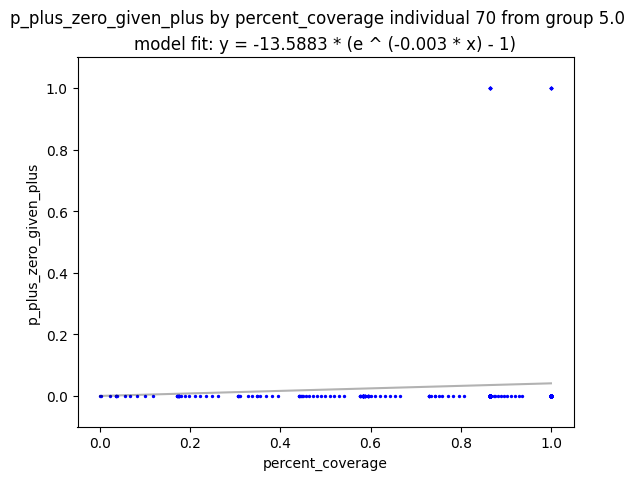 p_plus_zero_given_plus by percent_coverage individual 70 from group 5.0
model fit: y = -13.5883 * (e ^ (-0.003 * x) - 1)
1.0
0.8
0.6
0.4
0.2
0.0
p_plus_zero_given_plus
0.0 0.2 0.4 0.6 0.8 1.0
percent_coverage